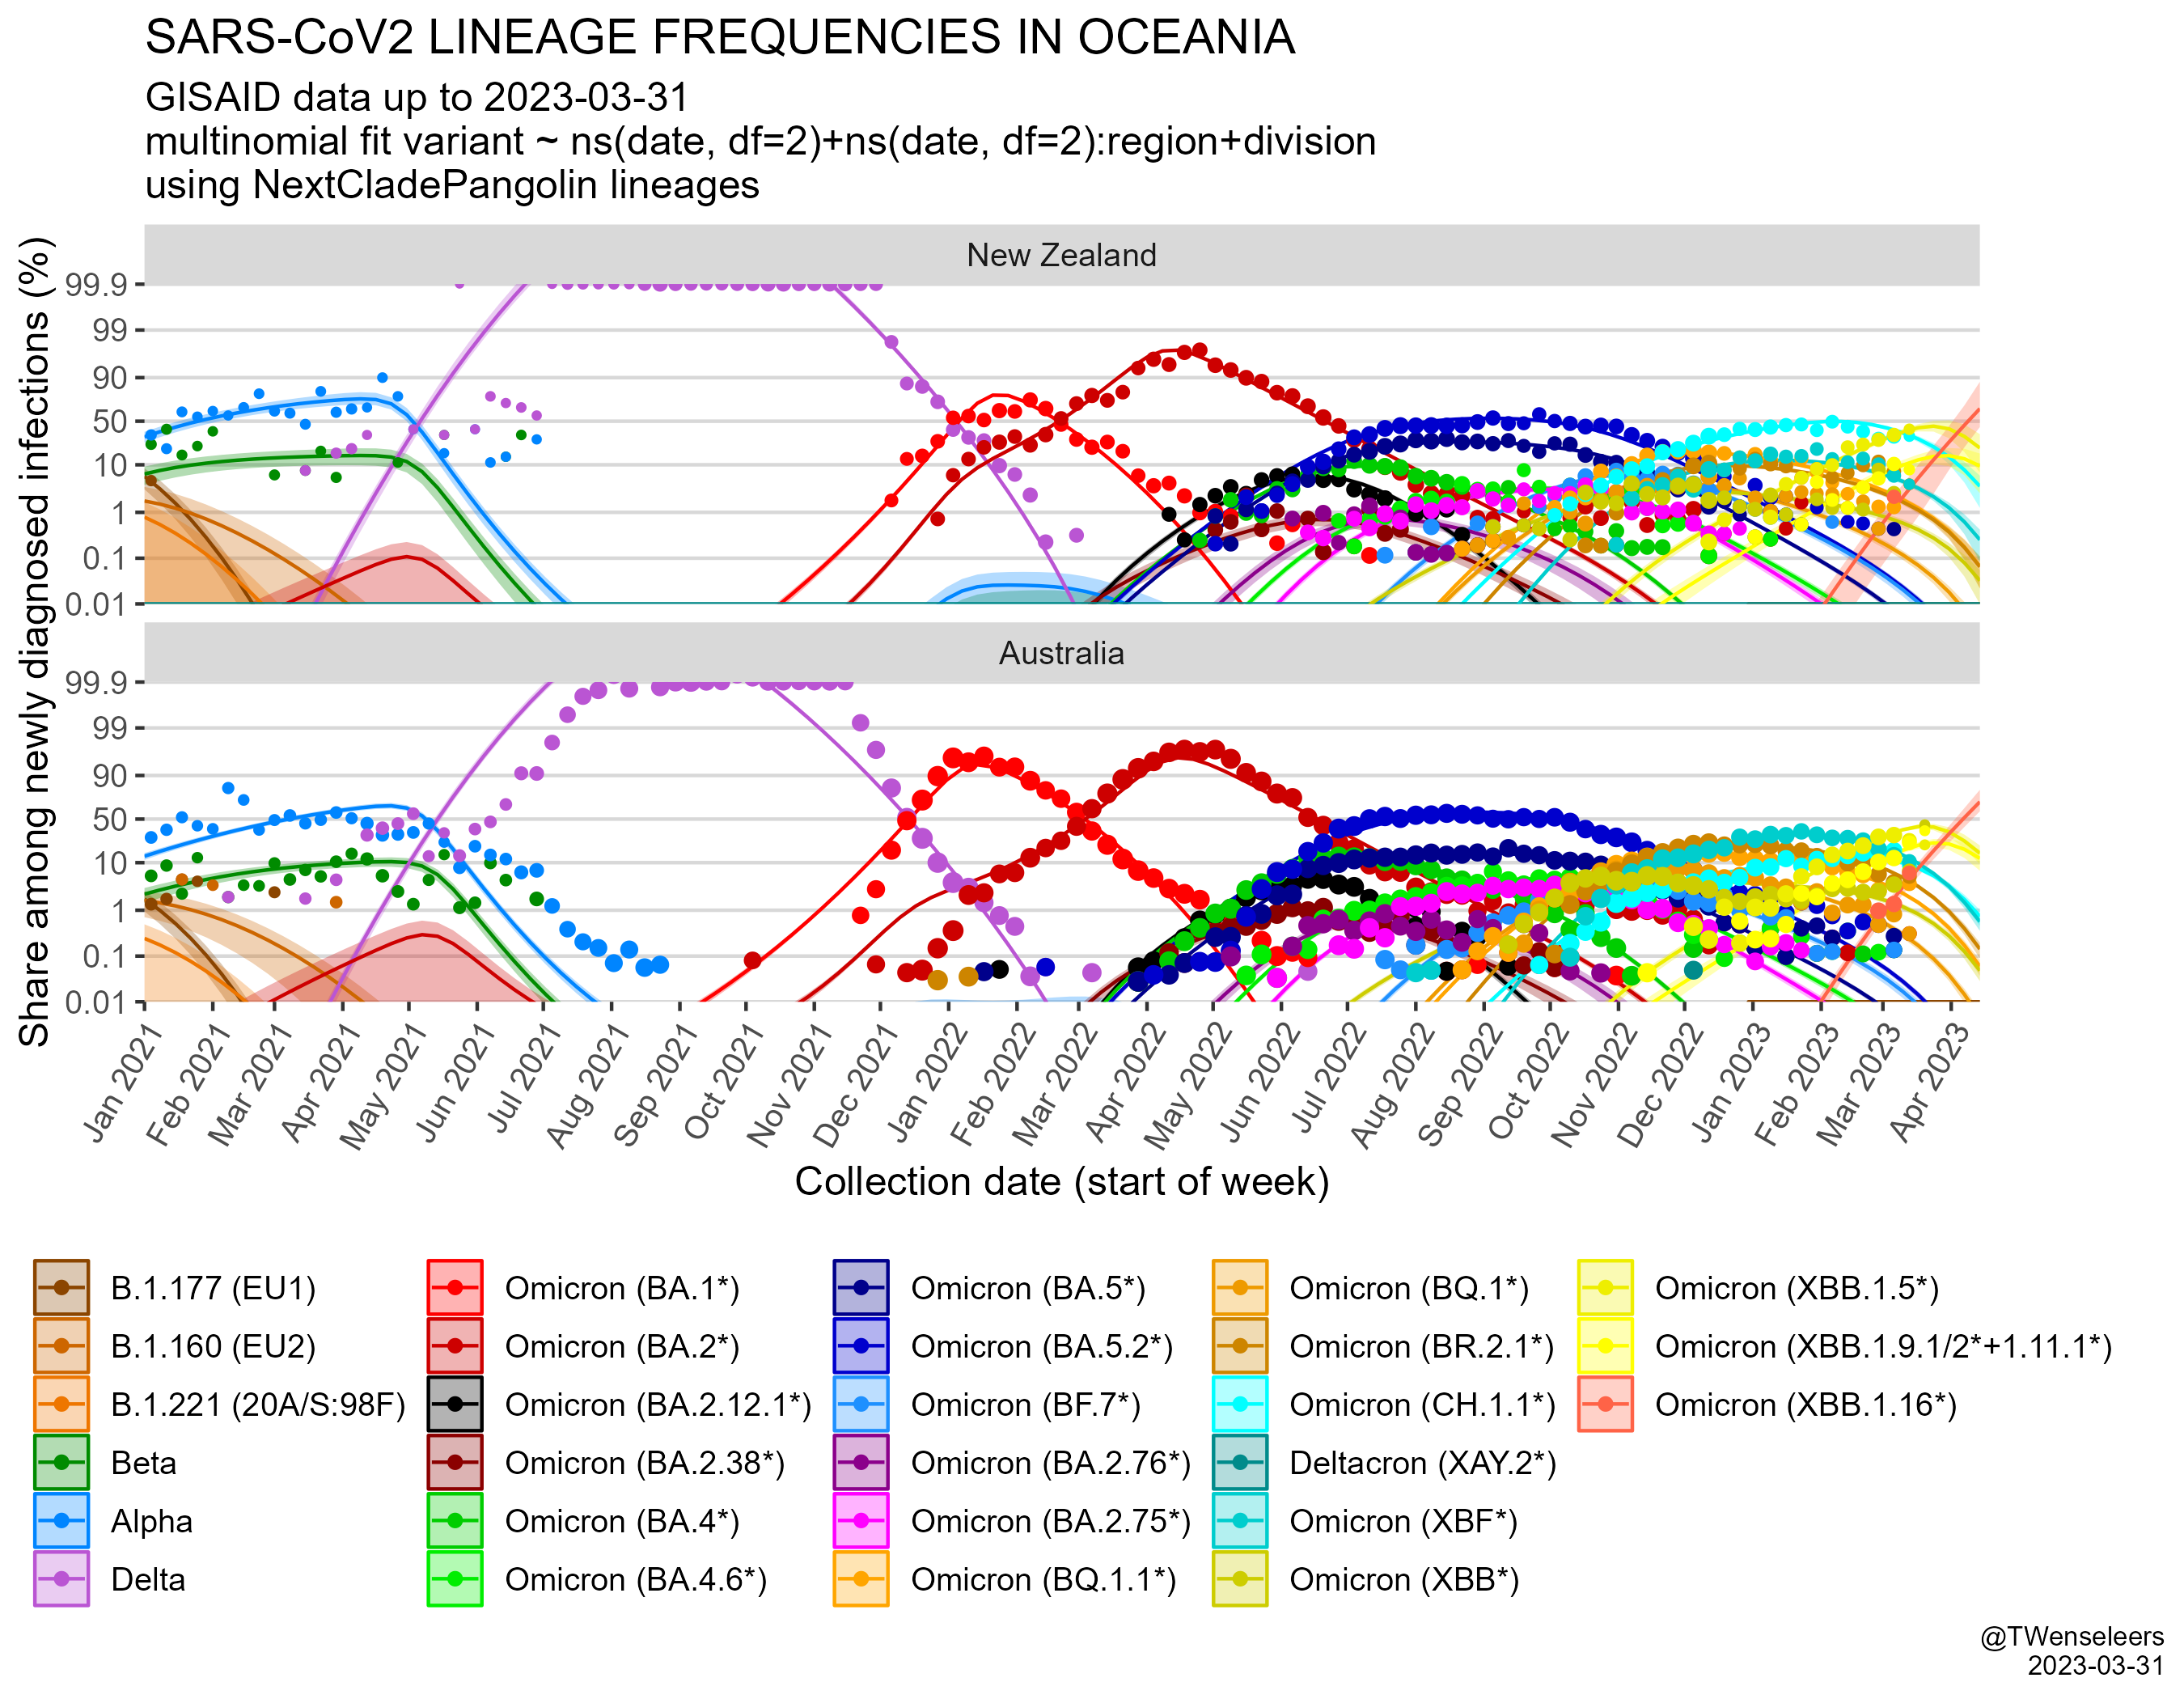 SARS-CoV2 LINEAGE FREQUENCIES IN OCEANIA
GISAID data up to 2023-03-31
multinomial fit variant ~ ns(date, df=2)+ns(date, df=2):region+division
using NextCladePangolin lineages
Share among newly diagnosed infections (%)
New Zealand
99.9
99
90
50
10
1
0.1
0.01
Australia
99.9
99
90
50
10
1
0.1
0.01
Jan 2021
Feb 2021
Mar 2021
Apr 2021
May 2021
Jun 2021
Jul 2021
Aug 2021
Sep 2021
Oct 2021
Nov 2021
Dec 2021
Jan 2022
Feb 2022
Mar 2022
Apr 2022
May 2022
Jun 2022
Jul 2022
Aug 2022
Sep 2022
Oct 2022
Nov 2022
Dec 2022
Jan 2023
Feb 2023
Mar 2023
Apr 2023
Collection date (start of week)
B.1.177 (EU1)
B.1.160 (EU2)
B.1.221 (20A/S:98F)
Beta
Alpha
Delta
Omicron (BA.1*)
Omicron (BA.2*)
Omicron (BA.2.12.1*)
Omicron (BA.2.38*)
Omicron (BA.4*)
Omicron (BA.4.6*)
Omicron (BA.5*)
Omicron (BA.5.2*)
Omicron (BF.7*)
Omicron (BA.2.76*)
Omicron (BA.2.75*)
Omicron (BQ.1.1*)
Omicron (BQ.1*)
Omicron (BR.2.1*)
Omicron (CH.1.1*)
Deltacron (XAY.2*)
Omicron (XBF*)
Omicron (XBB*)
Omicron (XBB.1.5*)
Omicron (XBB.1.9.1/2*+1.11.1*)
Omicron (XBB.1.16*)
@TWenseleers
2023-03-31